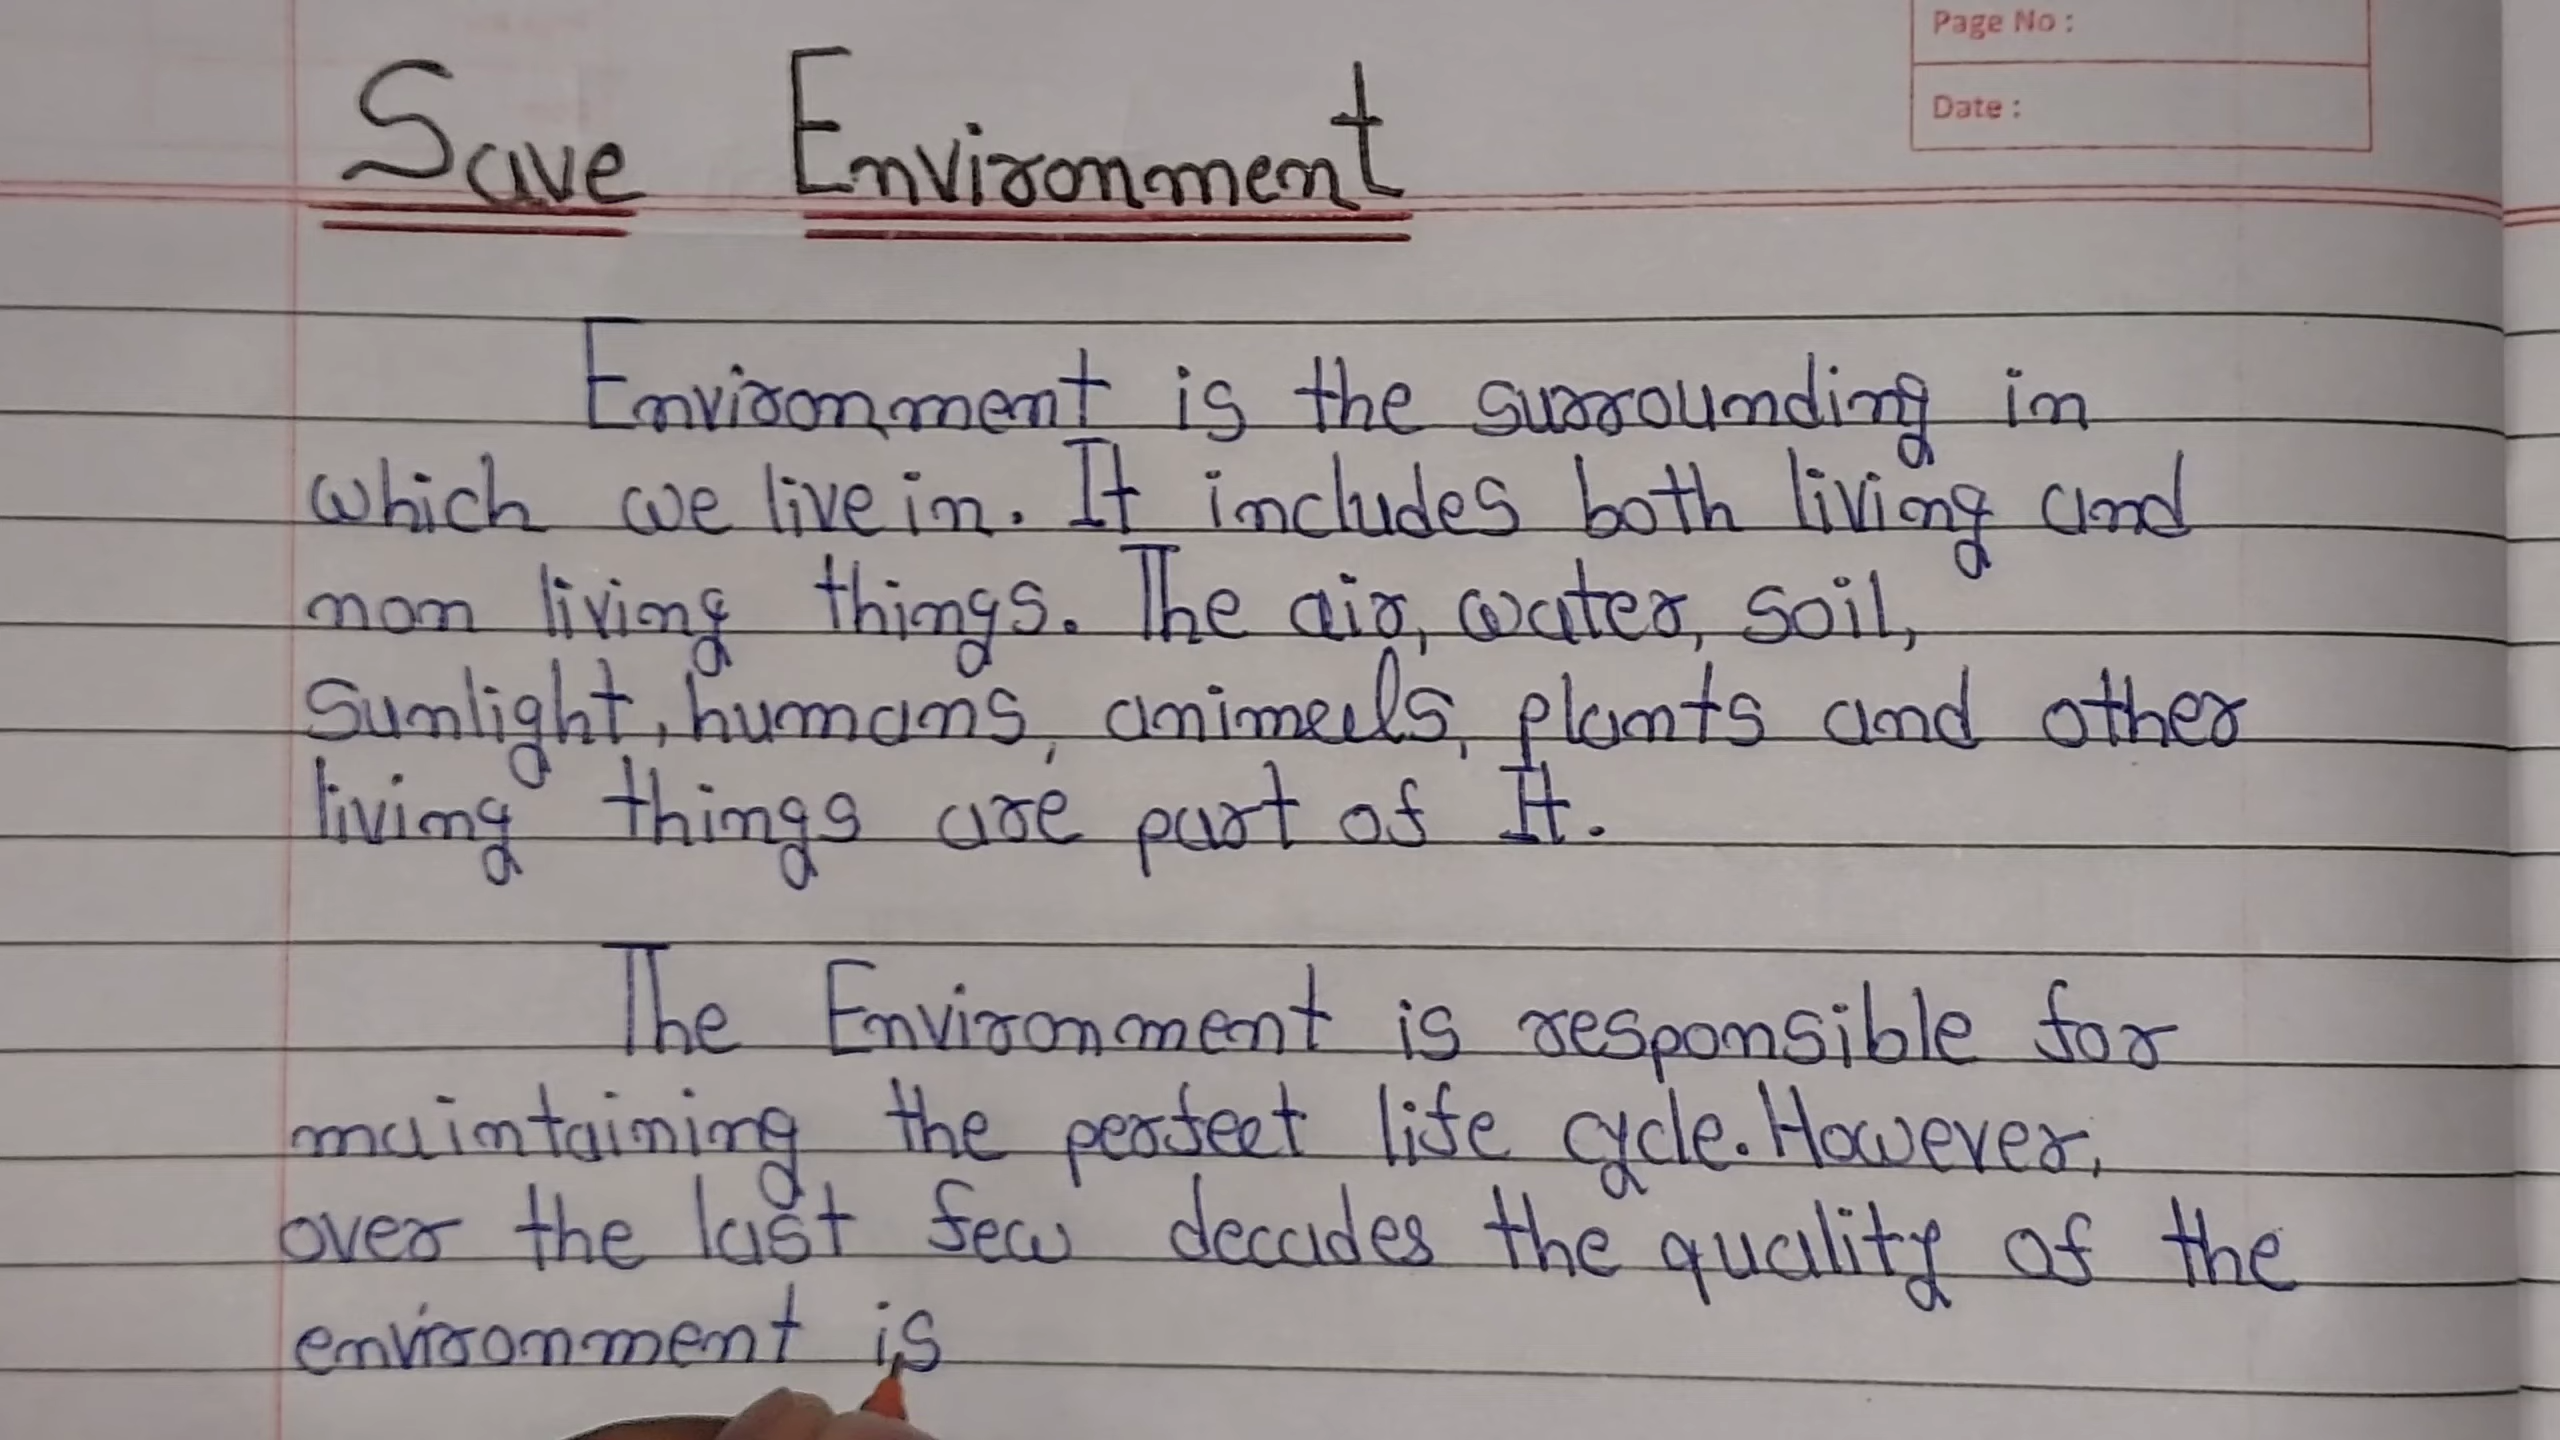 Page No :
Date :
Save Environment
Environment is the surrounding in
which we live in. It includes both living and
non living things. The air, water, soil,
Sunlight, humans, animals, plants and other
living things are part of It.
The Environment is responsible for
maintaining the perfect life cycle. However,
over the last few decades the quality of the
environment is